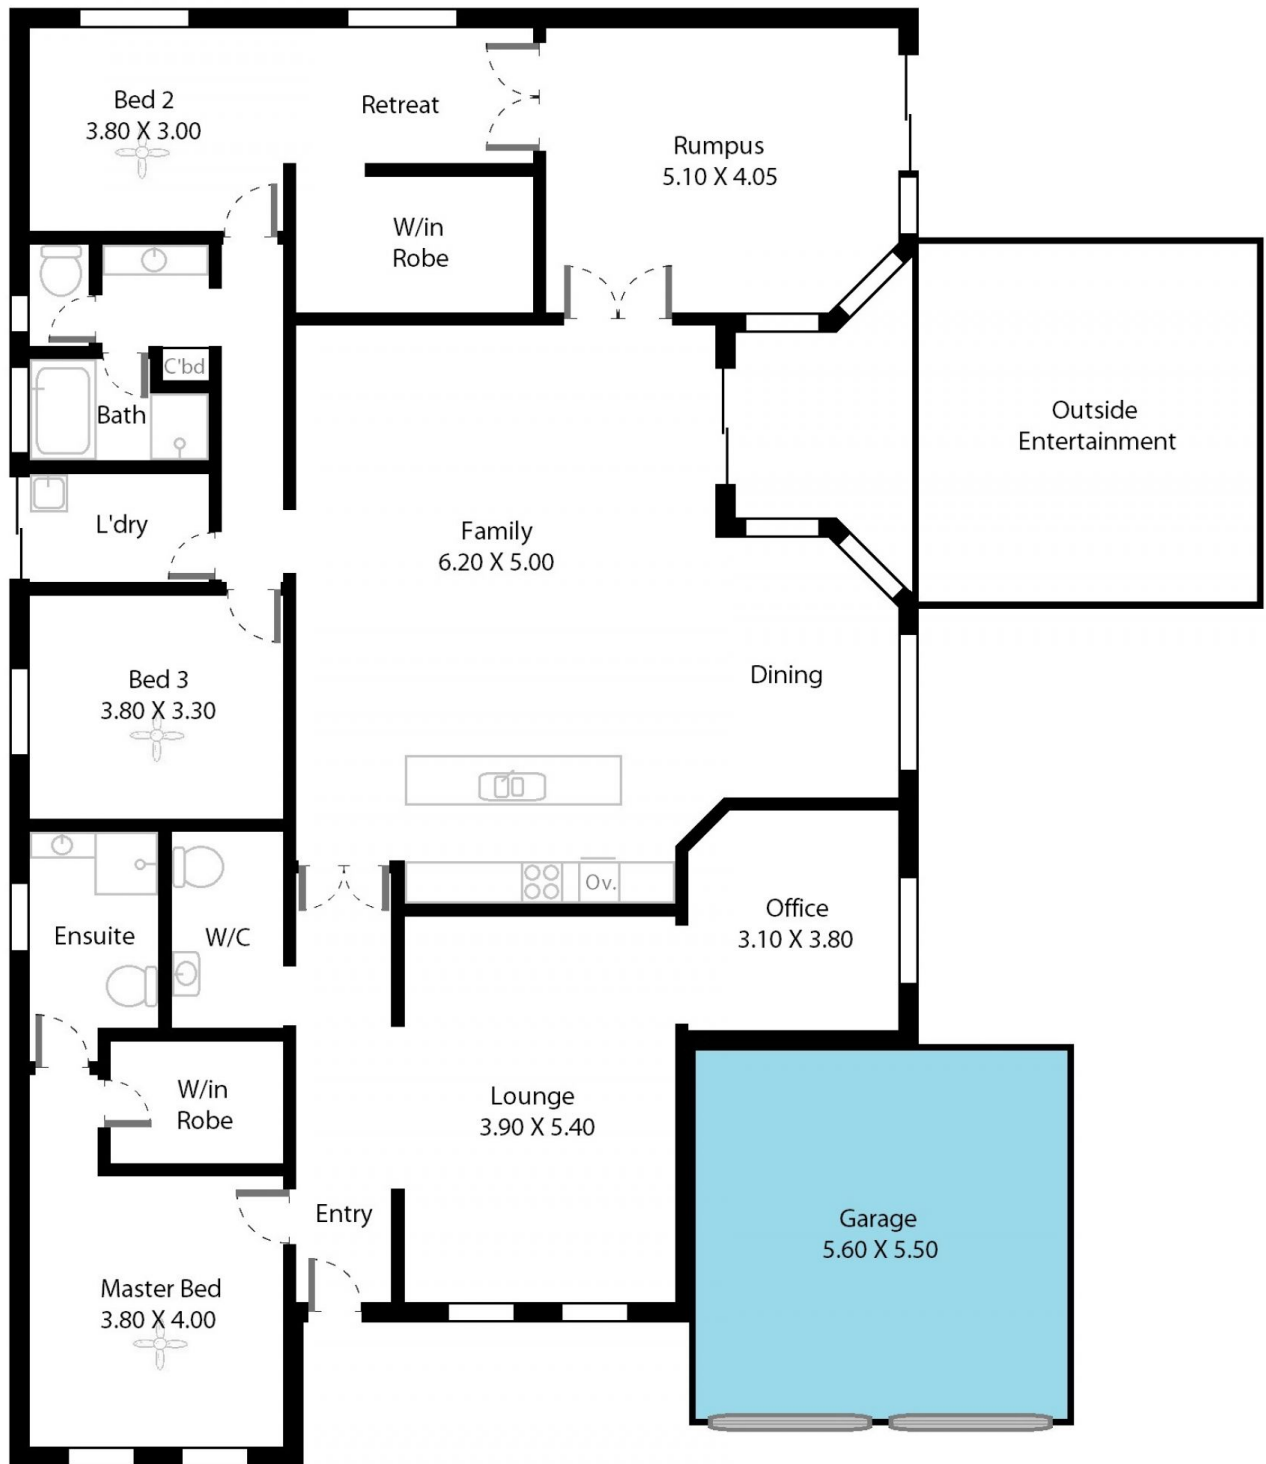 Bed 2
3.80 X 3.00
Retreat
Rumpus
5.10 X 4.05
W/in
Robe
C'bd
Bath
Outside
Entertainment
L'dry
Family
6.20 X 5.00
Bed 3
3.80 X 3.30
Dining
Ov.
Ensuite
W/C
Office
3.10 X 3.80
W/in
Robe
Lounge
3.90 X 5.40
Entry
Garage
5.60 X 5.50
Master Bed
3.80 X 4.00